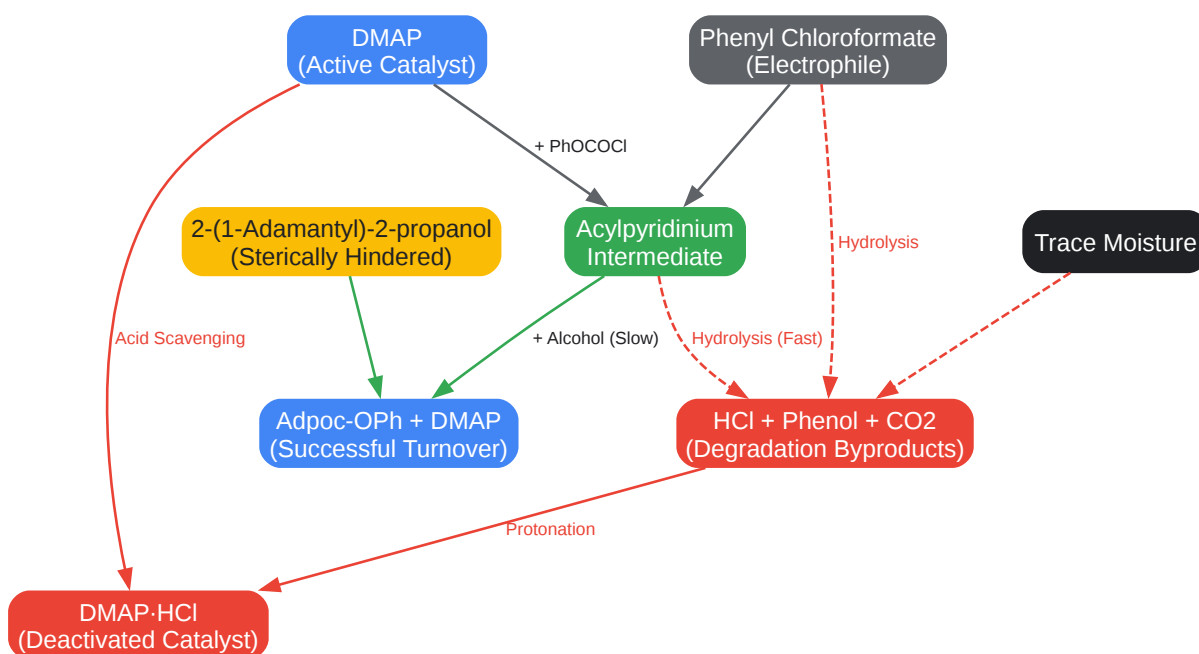 DMAP
(Active Catalyst)
Phenyl Chloroformate
(Electrophile)
+ PhOCOCl
2-(1-Adamantyl)-2-propanol
(Sterically Hindered)
Acylpyridinium
Intermediate
Hydrolysis
Trace Moisture
Acid Scavenging
+ Alcohol (Slow)
Hydrolysis (Fast)
Adpoc-OPh + DMAP
(Successful Turnover)
HCl + Phenol + CO2
(Degradation Byproducts)
Protonation
DMAP·HCl
(Deactivated Catalyst)